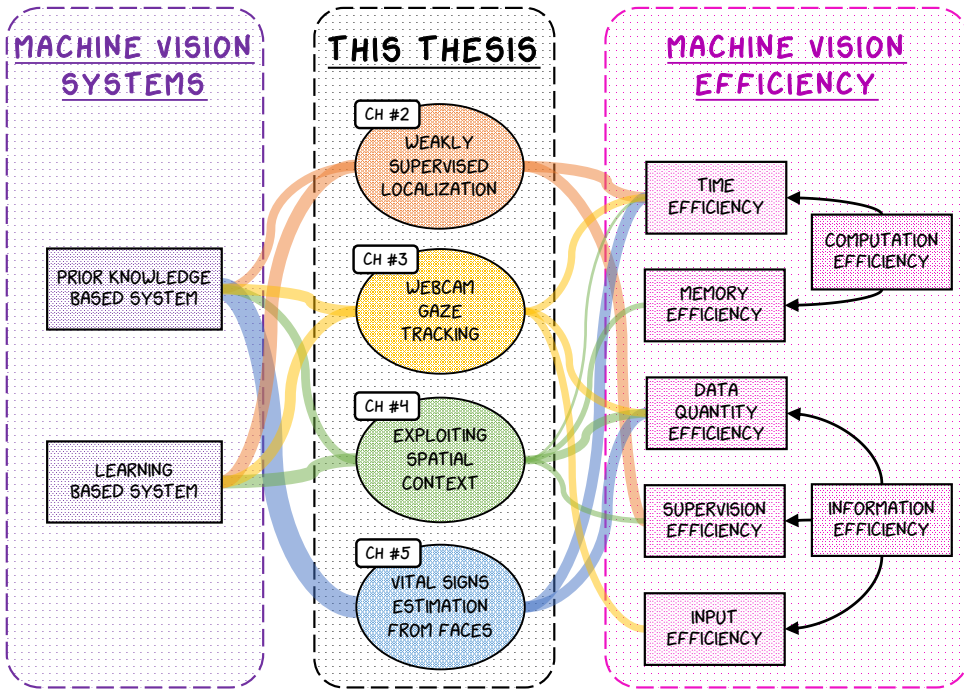 MACHINE VISION
SYSTEMS
PRIOR KNOWLEDGE
BASED SYSTEM
LEARNING
BASED SYSTEM
THIS THESIS
CH #2
WEAKLY
SUPERVISED
LOCALIZATION
CH #3
WEBCAM
GAZE
TRACKING
CH #4
EXPLOITING
SPATIAL
CONTEXT
CH #5
VITAL SIGNS
ESTIMATION
FROM FACES
MACHINE VISION
EFFICIENCY
TIME
EFFICIENCY
MEMORY
EFFICIENCY
DATA
QUANTITY
EFFICIENCY
SUPERVISION
EFFICIENCY
INPUT
EFFICIENCY
COMPUTATION
EFFICIENCY
INFORMATION
EFFICIENCY